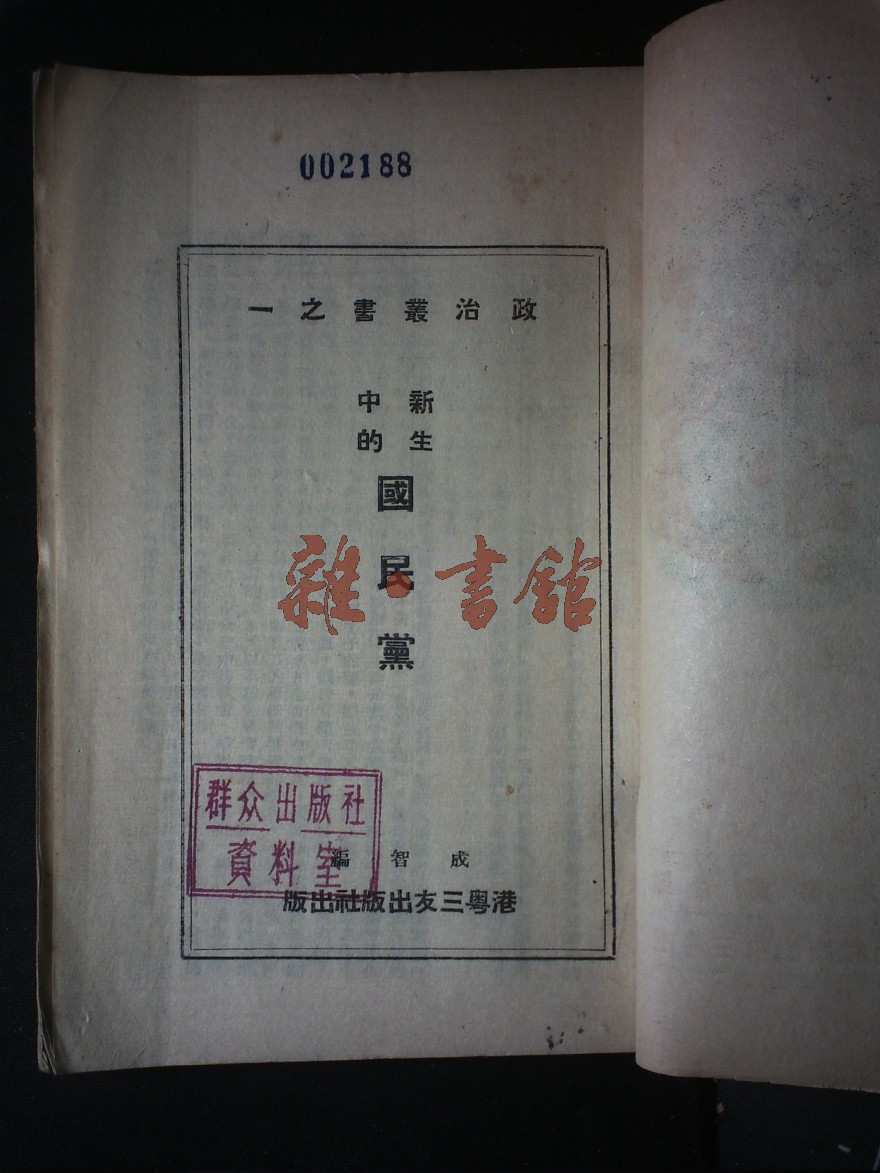 002188
政治叢書之一
新生
中的
國民黨
雜·書館
群众出版社
資料室
成智編
港粵三友出版社出版